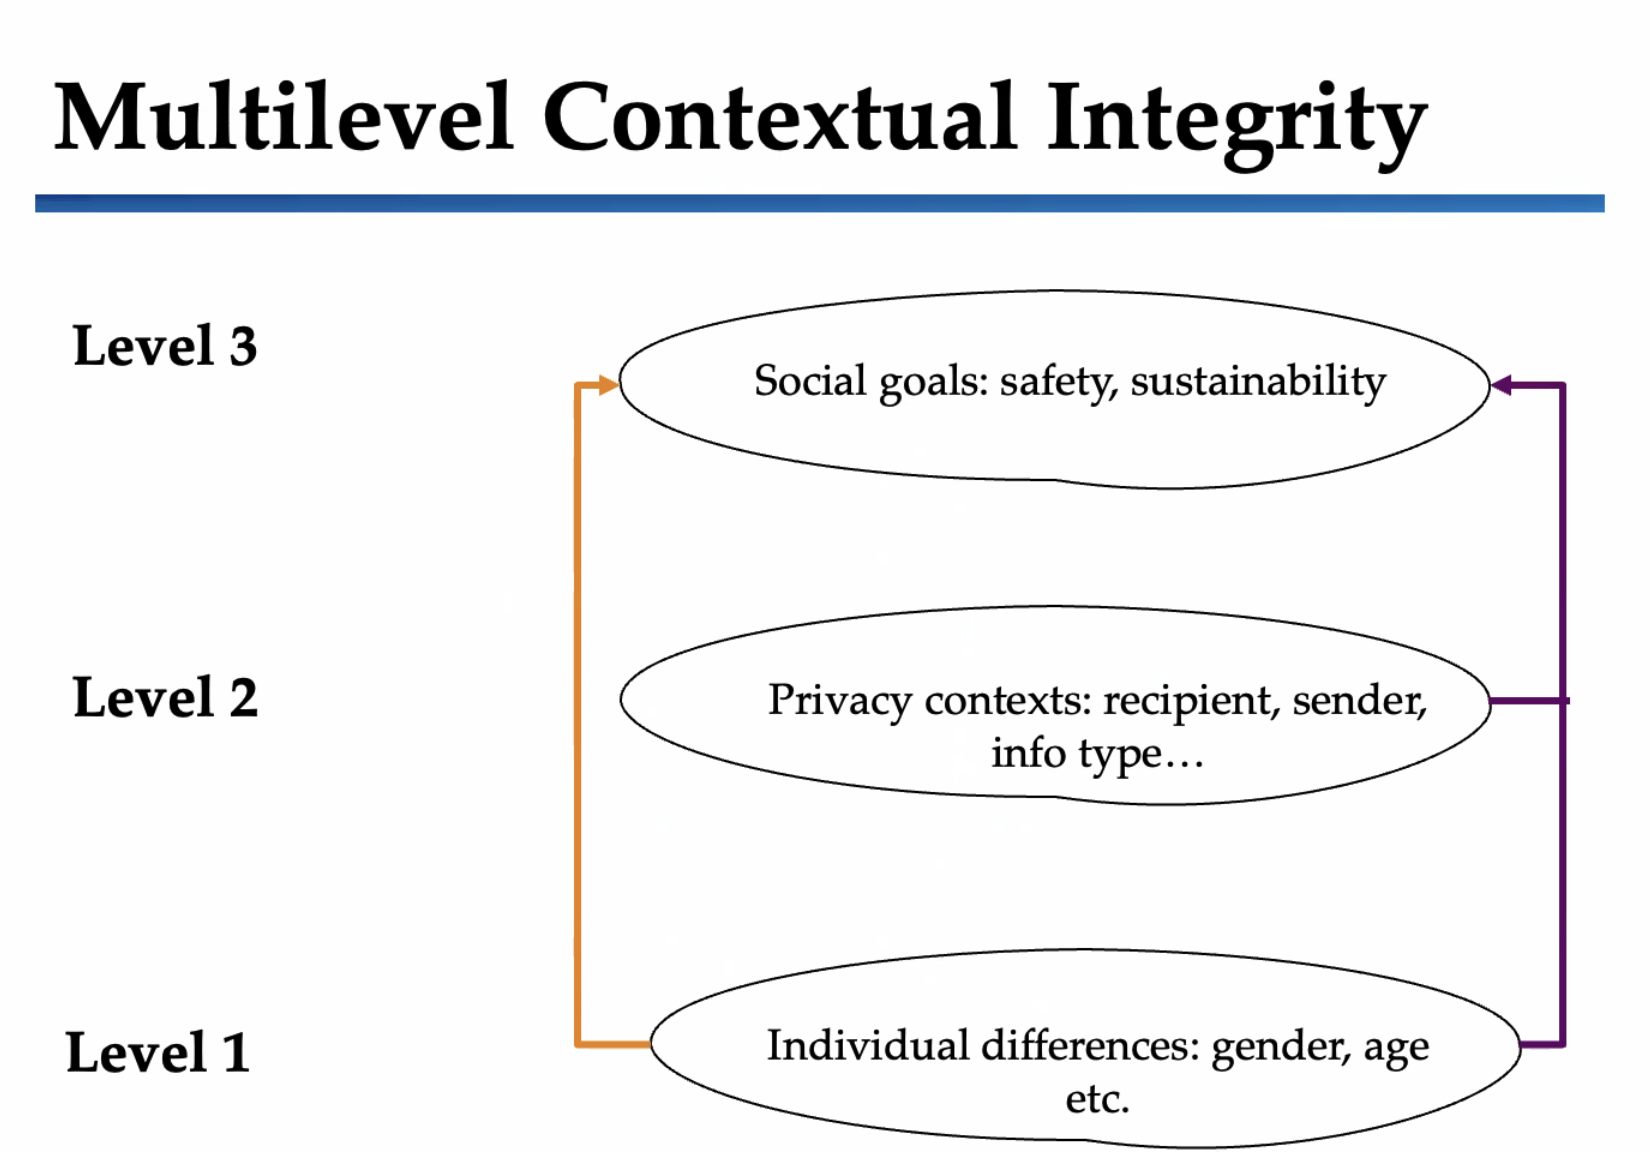 Multilevel Contextual Integrity
Level 3
Social goals: safety, sustainability
Level 2
Privacy contexts: recipient, sender,
info type…
Level 1
Individual differences: gender, age
etc.